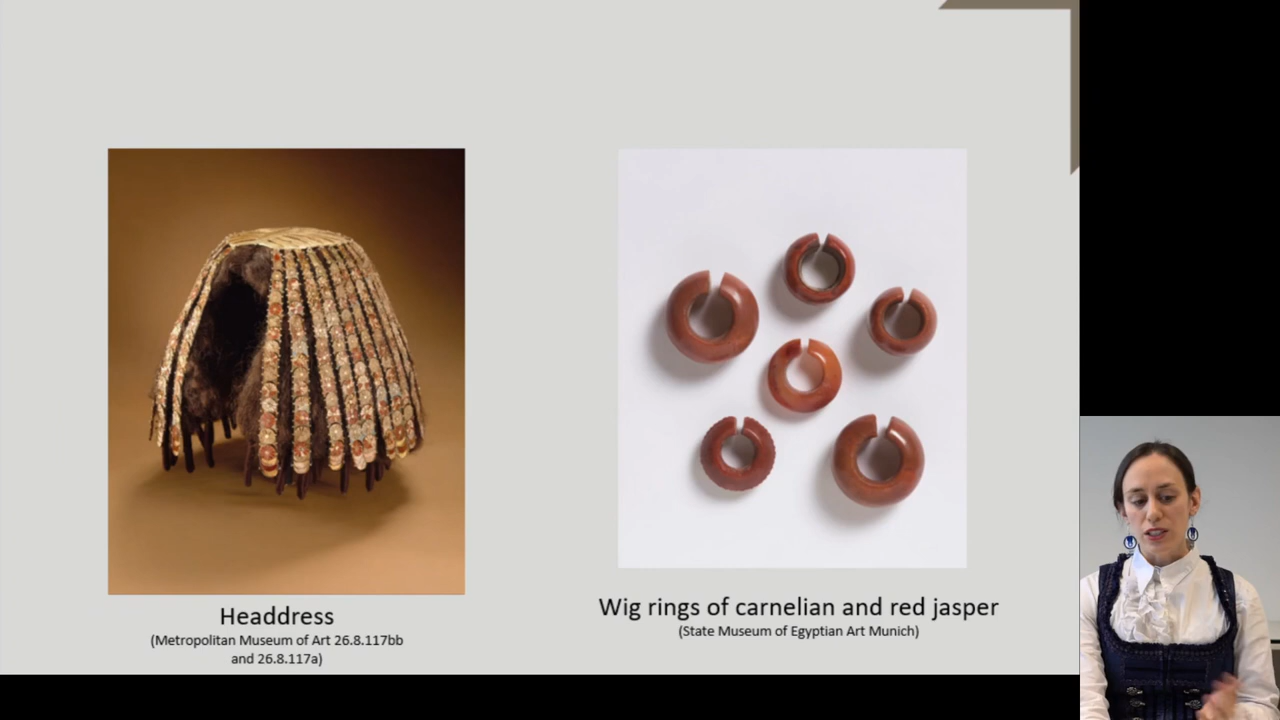 Headdress
(Metropolitan Museum of Art 26.8.117bb
and 26.8.117a)
Wig rings of carnelian and red jasper
(State Museum of Egyptian Art Munich)